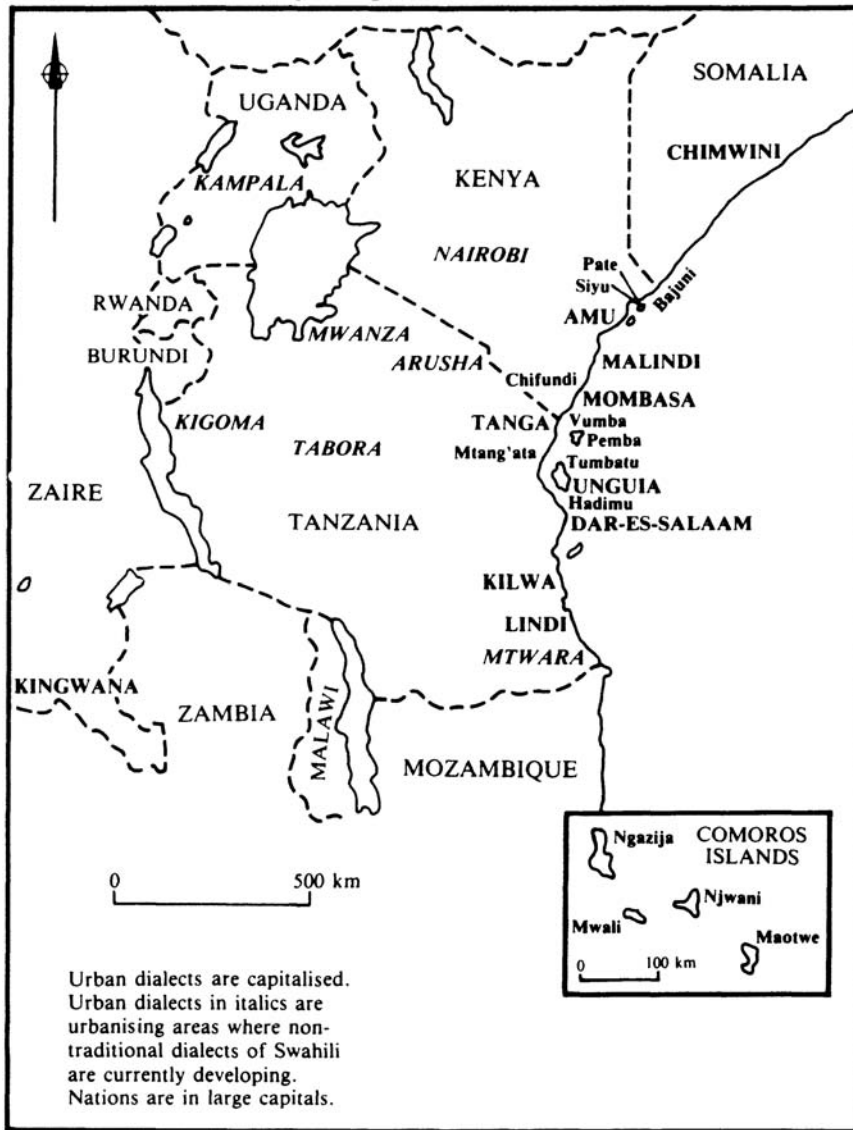 SOMALIA
UGANDA
CHIMWINI
KAMPALA
KENYA
NAIROBI
Pate
Siyu
Bajuni
RWANDA
AMU
MWANZA
BURUNDI
ARUSHA
MALINDI
Chifundi
MOMBASA
KIGOMA
TANGA
Vumba
Pemba
TABORA
Mtang'ata
Tumbatu
ZAIRE
UNGUIA
Hadimu
TANZANIA
DAR-ES-SALAAM
KILWA
LINDI
MTWARA
KINGWANA
ZAMBIA
MALAWI
MOZAMBIQUE
Ngazija
COMOROS
ISLANDS
Njwani
Mwali
Maotwe
0 100 km
0 500 km
Urban dialects are capitalised.
Urban dialects in italics are
urbanising areas where non-
traditional dialects of Swahili
are currently developing.
Nations are in large capitals.